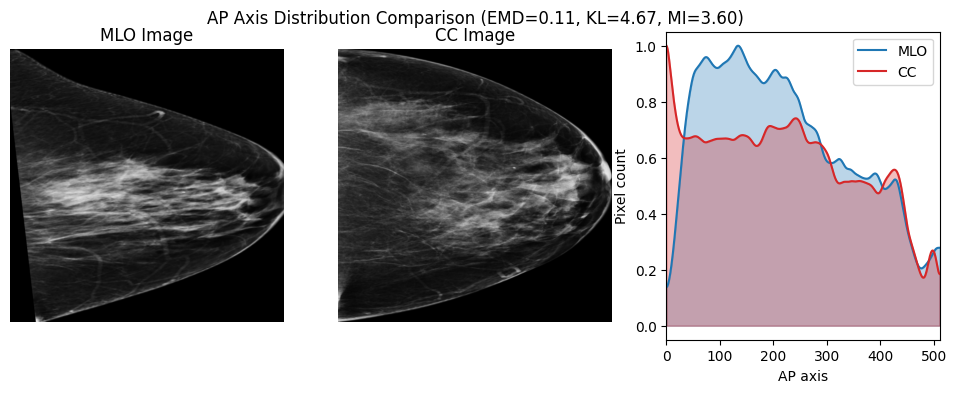 AP Axis Distribution Comparison (EMD=0.11, KL=4.67, MI=3.60)
MLO Image
CC Image
MLO
CC
Pixel count
1.0
0.8
0.6
0.4
0.2
0.0
0 100 200 300 400 500
AP axis